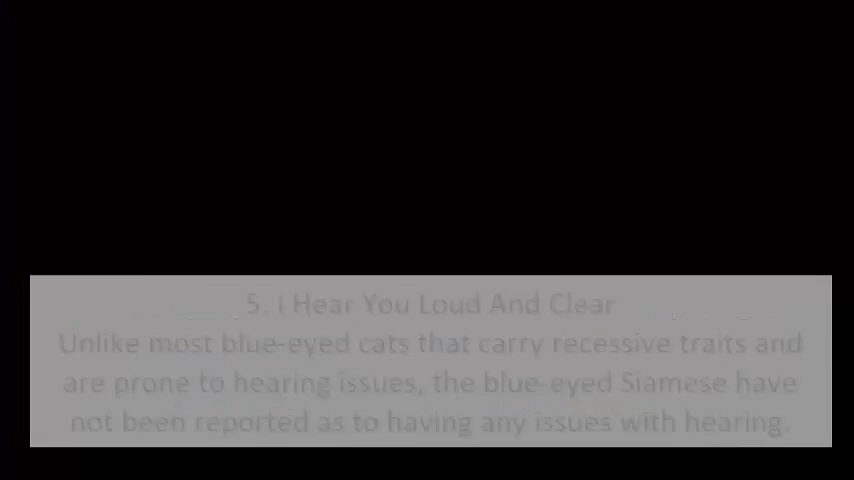 5. I Hear You Loud And Clear
Unlike most blue-eyed cats that carry recessive traits and
are prone to hearing issues, the blue-eyed Siamese have
not been reported as to having any issues with hearing.